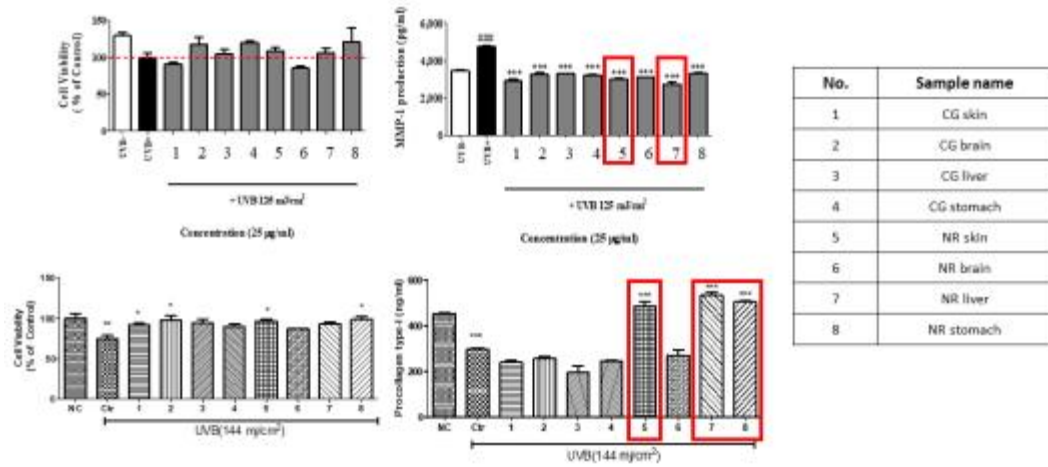 Cell Viability
( % of Control)
150
100
50
0
UVB-
UVB+
1 2 3 4 5 6 7 8
+ UVB 125 mJ/cm²
Concentration (25 µg/ml)
MMP-1 production (pg/ml)
6,000
4,000
2,000
0
###
*** *** *** *** *** *** *** ***
UVB-
UVB+
1 2 3 4 5 6 7 8
+ UVB 125 mJ/cm²
Concentration (25 µg/ml)
No. Sample name
1 CG skin
2 CG brain
3 CG liver
4 CG stomach
5 NR skin
6 NR brain
7 NR liver
8 NR stomach
Cell Viability
(% of Control)
150
100
50
0
** * * * *
NC Ctr 1 2 3 4 5 6 7 8
UVB(144 mj/cm²)
Procollagen type-I (ng/ml)
600
400
200
0
*** *** *** ***
NC Ctr 1 2 3 4 5 6 7 8
UVB(144 mj/cm²)